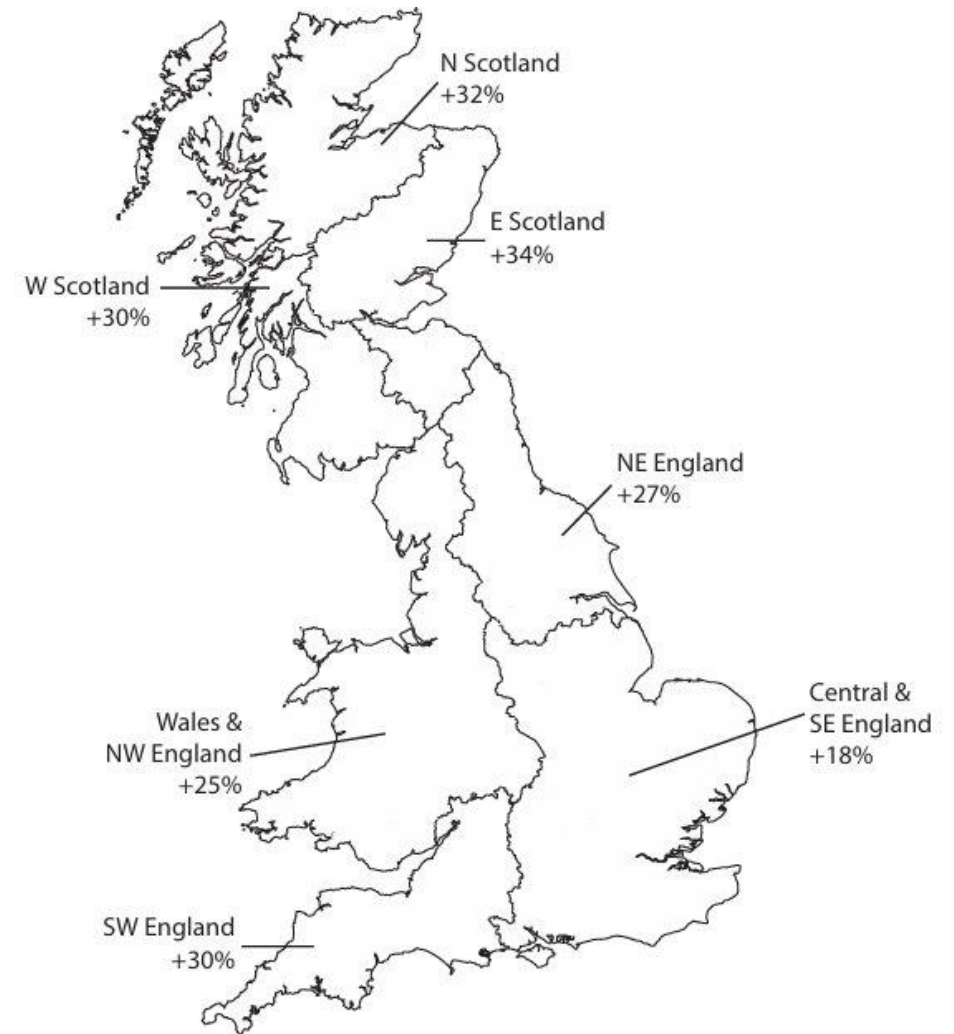 N Scotland
+32%
E Scotland
+34%
W Scotland
+30%
NE England
+27%
Central &
SE England
+18%
Wales &
NW England
+25%
SW England
+30%